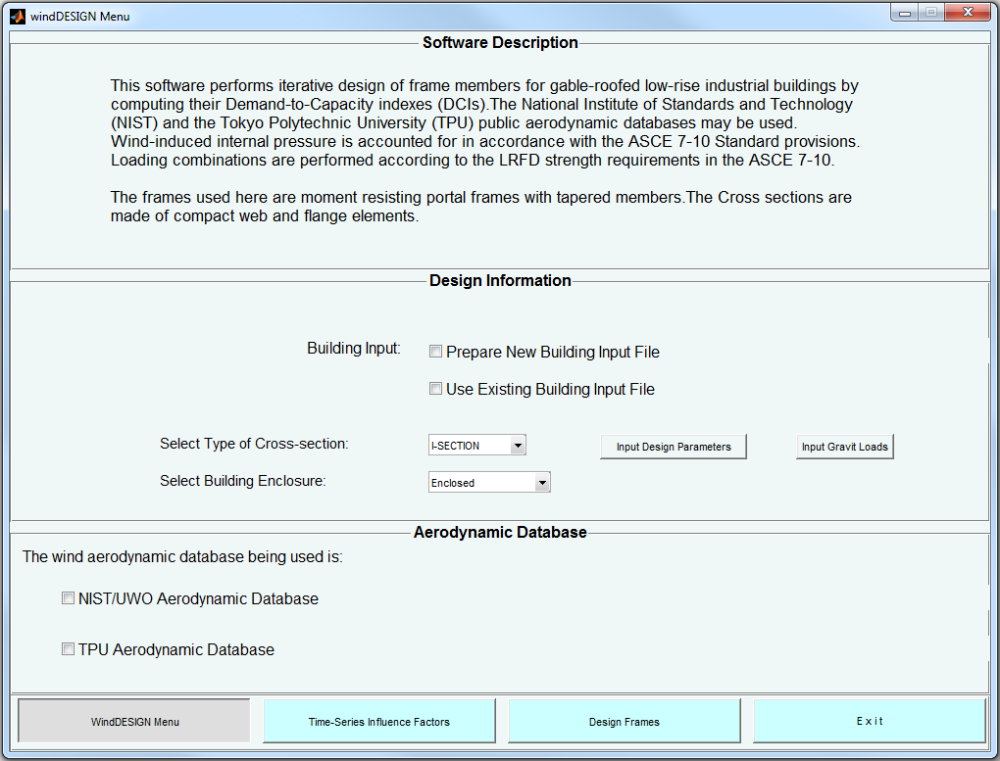 windDESIGN Menu
Software Description
This software performs iterative design of frame members for gable-roofed low-rise industrial buildings by
computing their Demand-to-Capacity indexes (DCIs).The National Institute of Standards and Technology
(NIST) and the Tokyo Polytechnic University (TPU) public aerodynamic databases may be used.
Wind-induced internal pressure is accounted for in accordance with the ASCE 7-10 Standard provisions.
Loading combinations are performed according to the LRFD strength requirements in the ASCE 7-10.
The frames used here are moment resisting portal frames with tapered members.The Cross sections are
made of compact web and flange elements.
Design Information
Building Input:
Prepare New Building Input File
Use Existing Building Input File
Select Type of Cross-section:
I-SECTION
Input Design Parameters
Input Gravit Loads
Select Building Enclosure:
Enclosed
Aerodynamic Database
The wind aerodynamic database being used is:
NIST/UWO Aerodynamic Database
TPU Aerodynamic Database
WindDESIGN Menu
Time-Series Influence Factors
Design Frames
E x i t